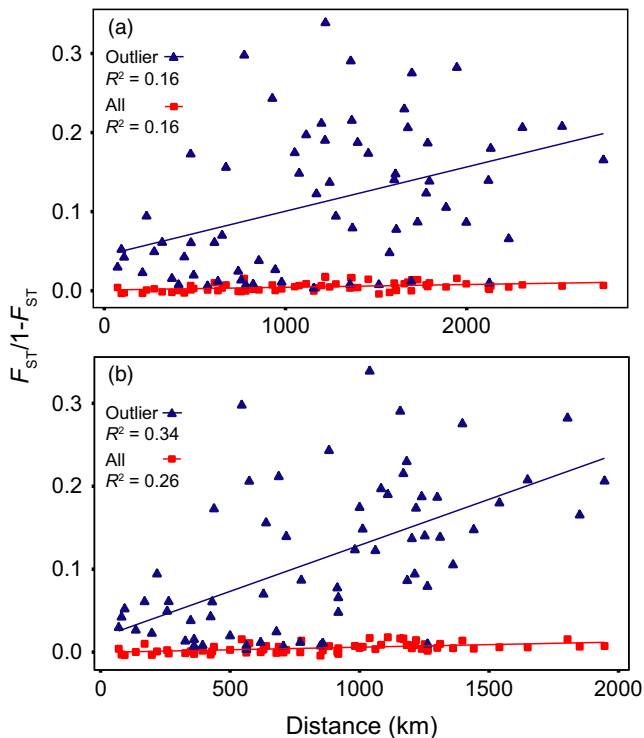 (a)
Outlier
R² = 0.16
All
R² = 0.16
0.3
0.2
0.1
0.0
0 1000 2000
F_ST/1-F_ST
(b)
Outlier
R² = 0.34
All
R² = 0.26
0.3
0.2
0.1
0.0
0 500 1000 1500 2000
Distance (km)